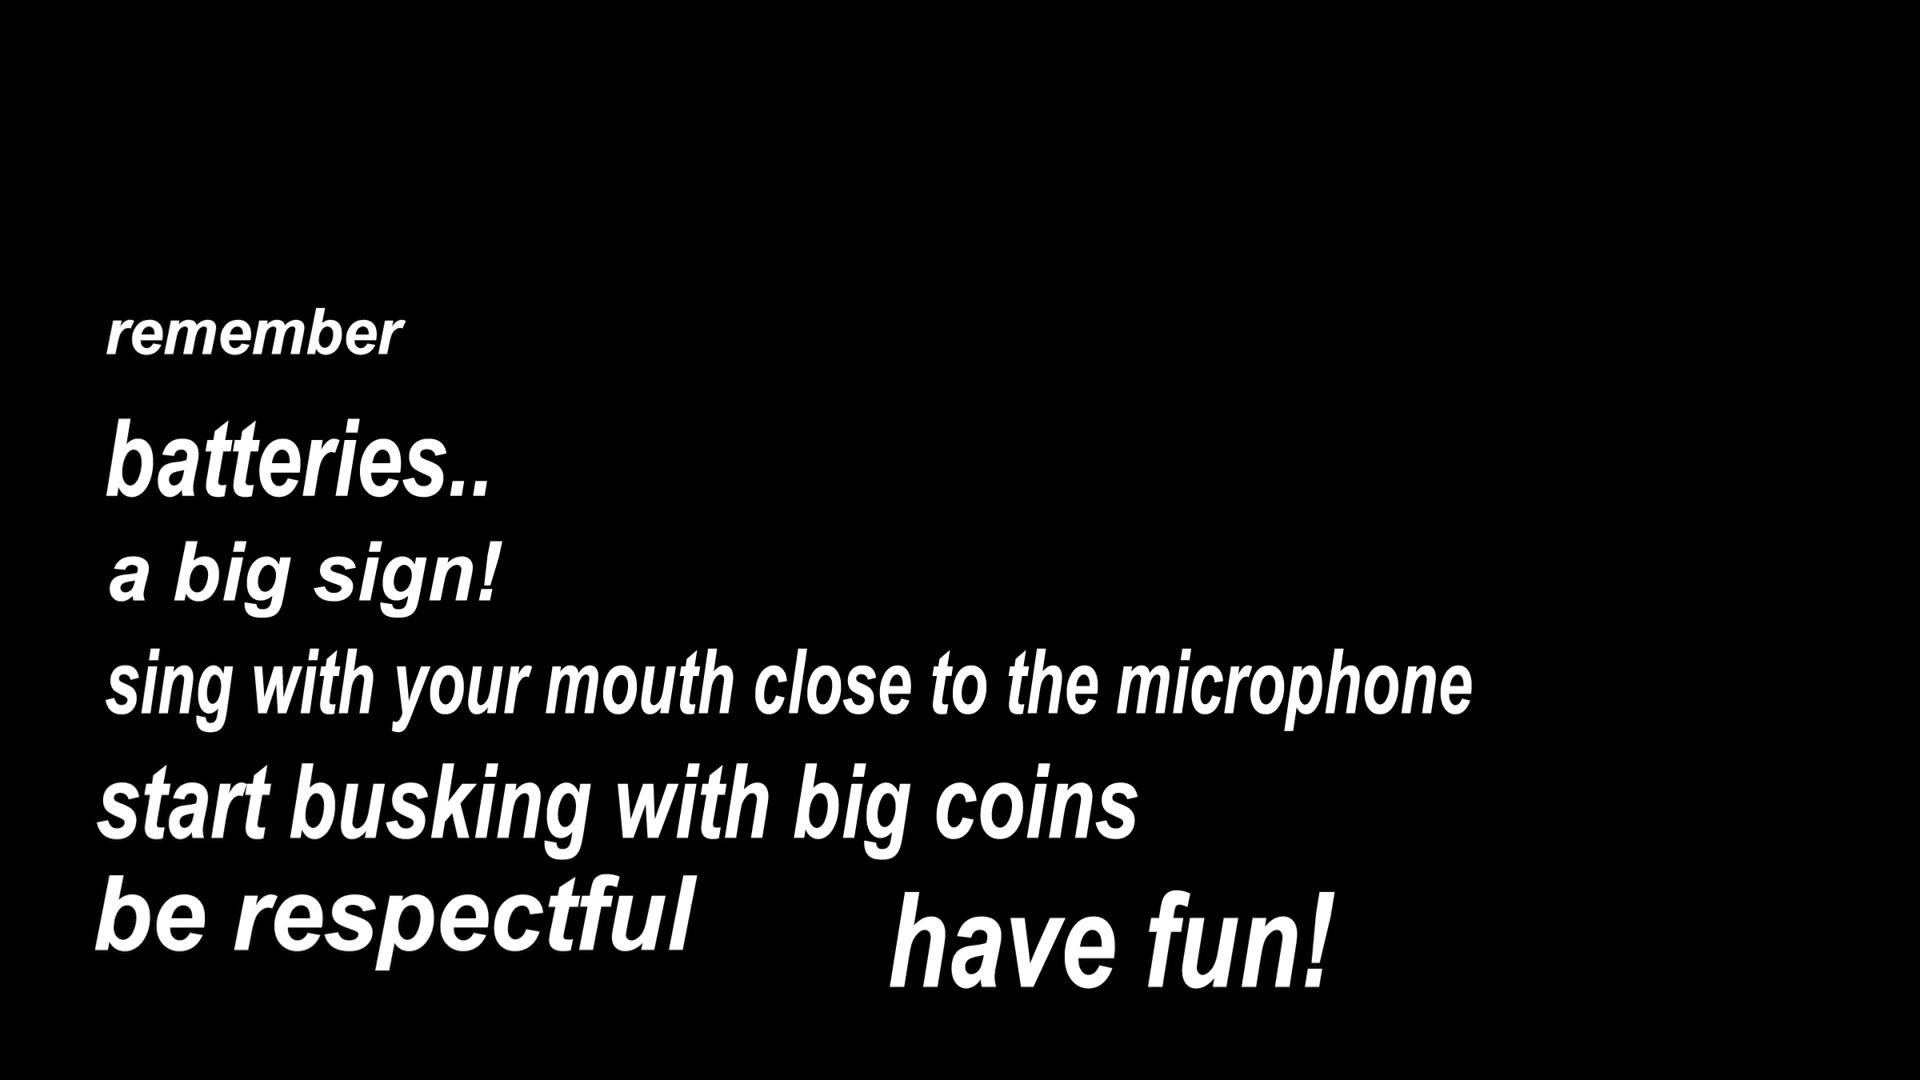 remember
batteries..
a big sign!
sing with your mouth close to the microphone
start busking with big coins
be respectful
have fun!